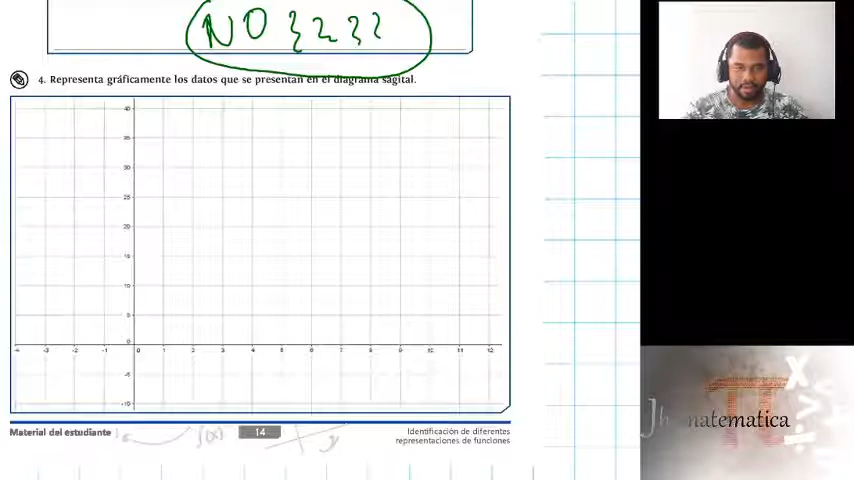 NO
4. Representa gráficamente los datos que se presentan en el diagrama sagital.
40
35
30
25
20
15
10
5
0
-4 -3 -2 -1 0 1 2 3 4 5 6 7 8 9 10 11 12
-5
-10
Material del estudiante
14
Identificación de diferentes
representaciones de funciones
Jhonatematica